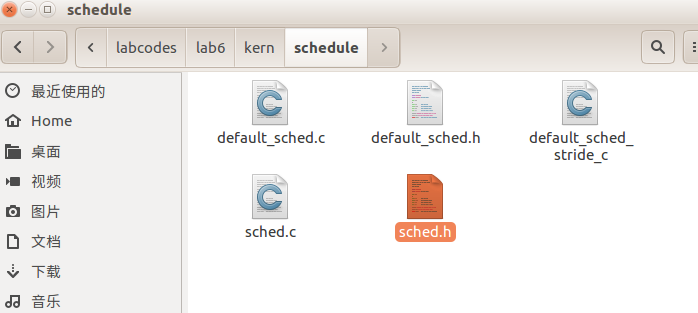 schedule
labcodes
lab6
kern
schedule
最近使用的
Home
桌面
视频
图片
文档
下载
音乐
default_sched.c
default_sched.h
default_sched_
stride_c
sched.c
sched.h